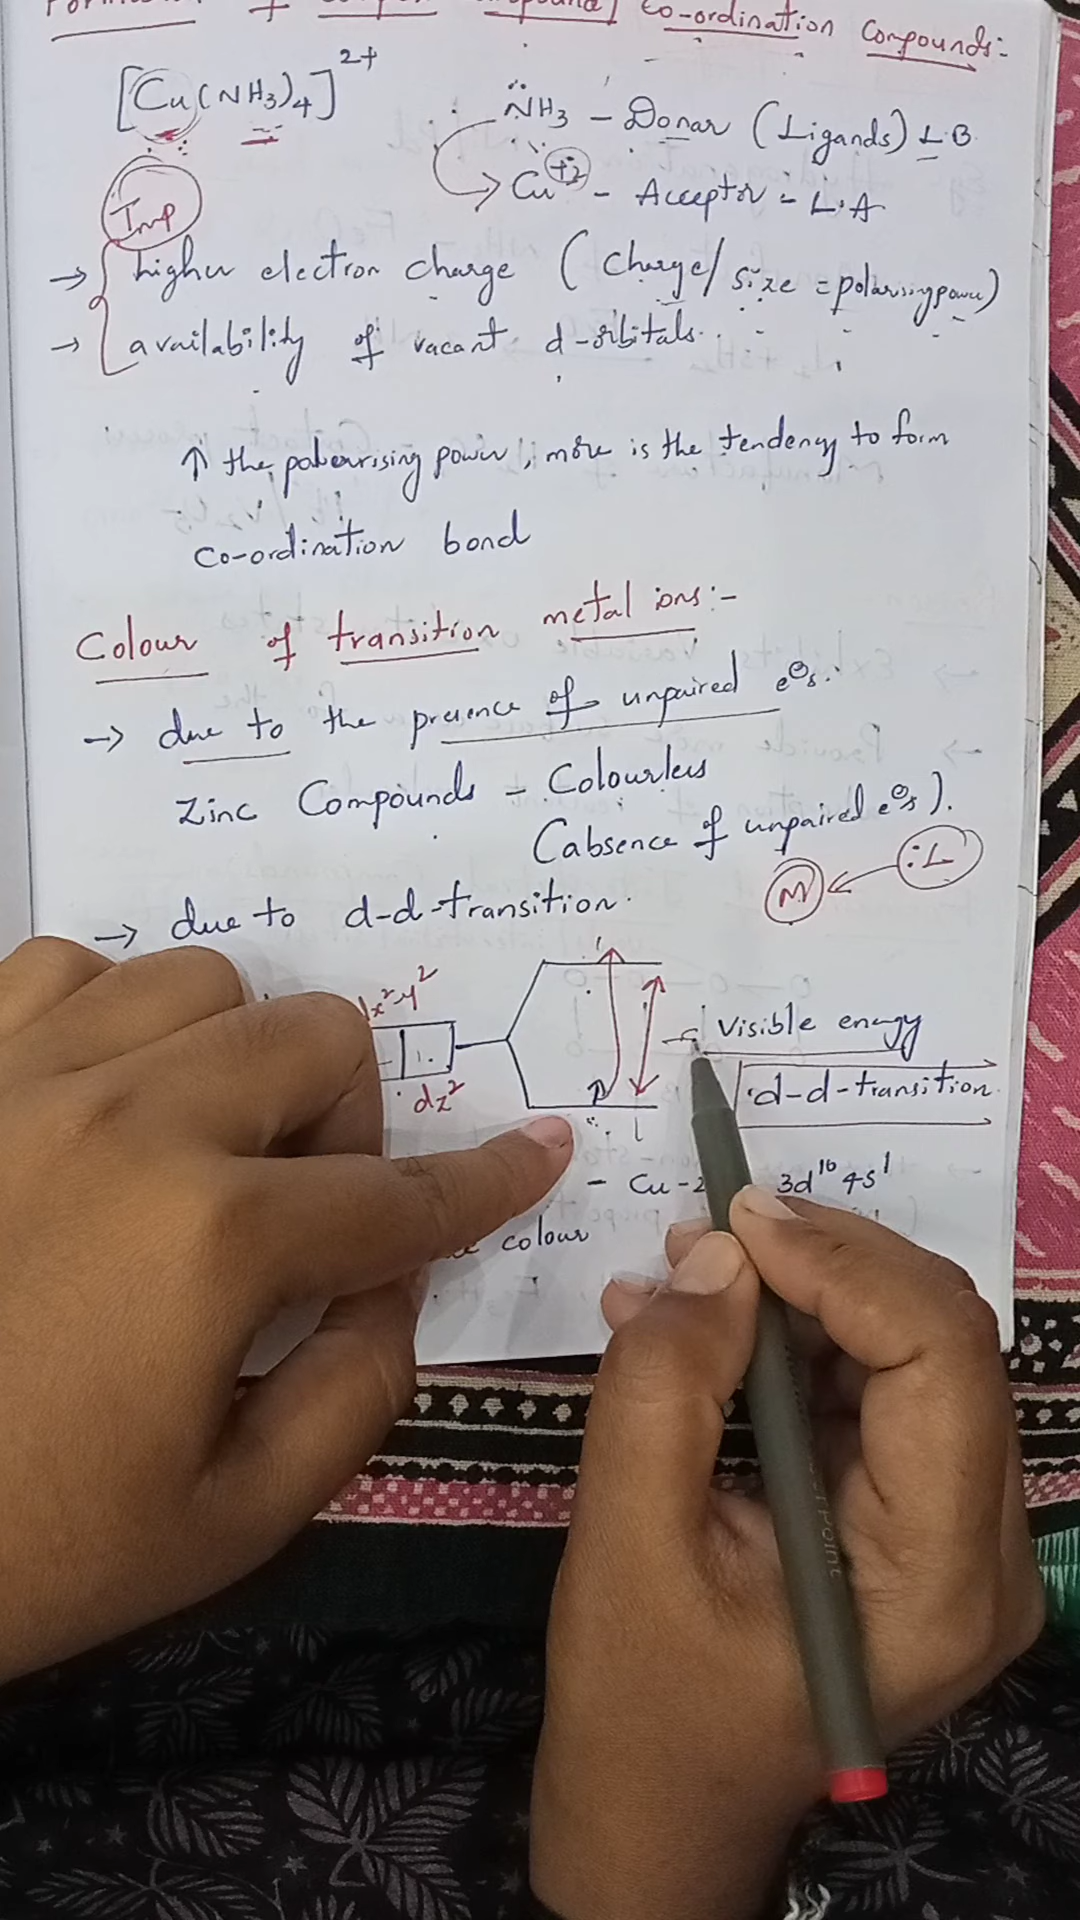 Co-ordination Compounds:-
[Cu(NH3)4]2+
N̈H3 - Donar (Ligands) L.B
Cu+2 - Acceptor - L.A
Imp
→ higher electron charge (Charge/size = polarising power)
→ availability of vacant d-orbitals.
↑ the polarising power, more is the tendency to form
co-ordination bond
Colour of transition metal ions:-
→ due to the presence of unpaired e⊖s.
Zinc Compounds - Colourless
(absence of unpaired e⊖s).
M ← :L
→ due to d-d-transition.
dx²-y²
Visible energy
dz²
d-d-transition
- Cu - 3d10 4s1
colour